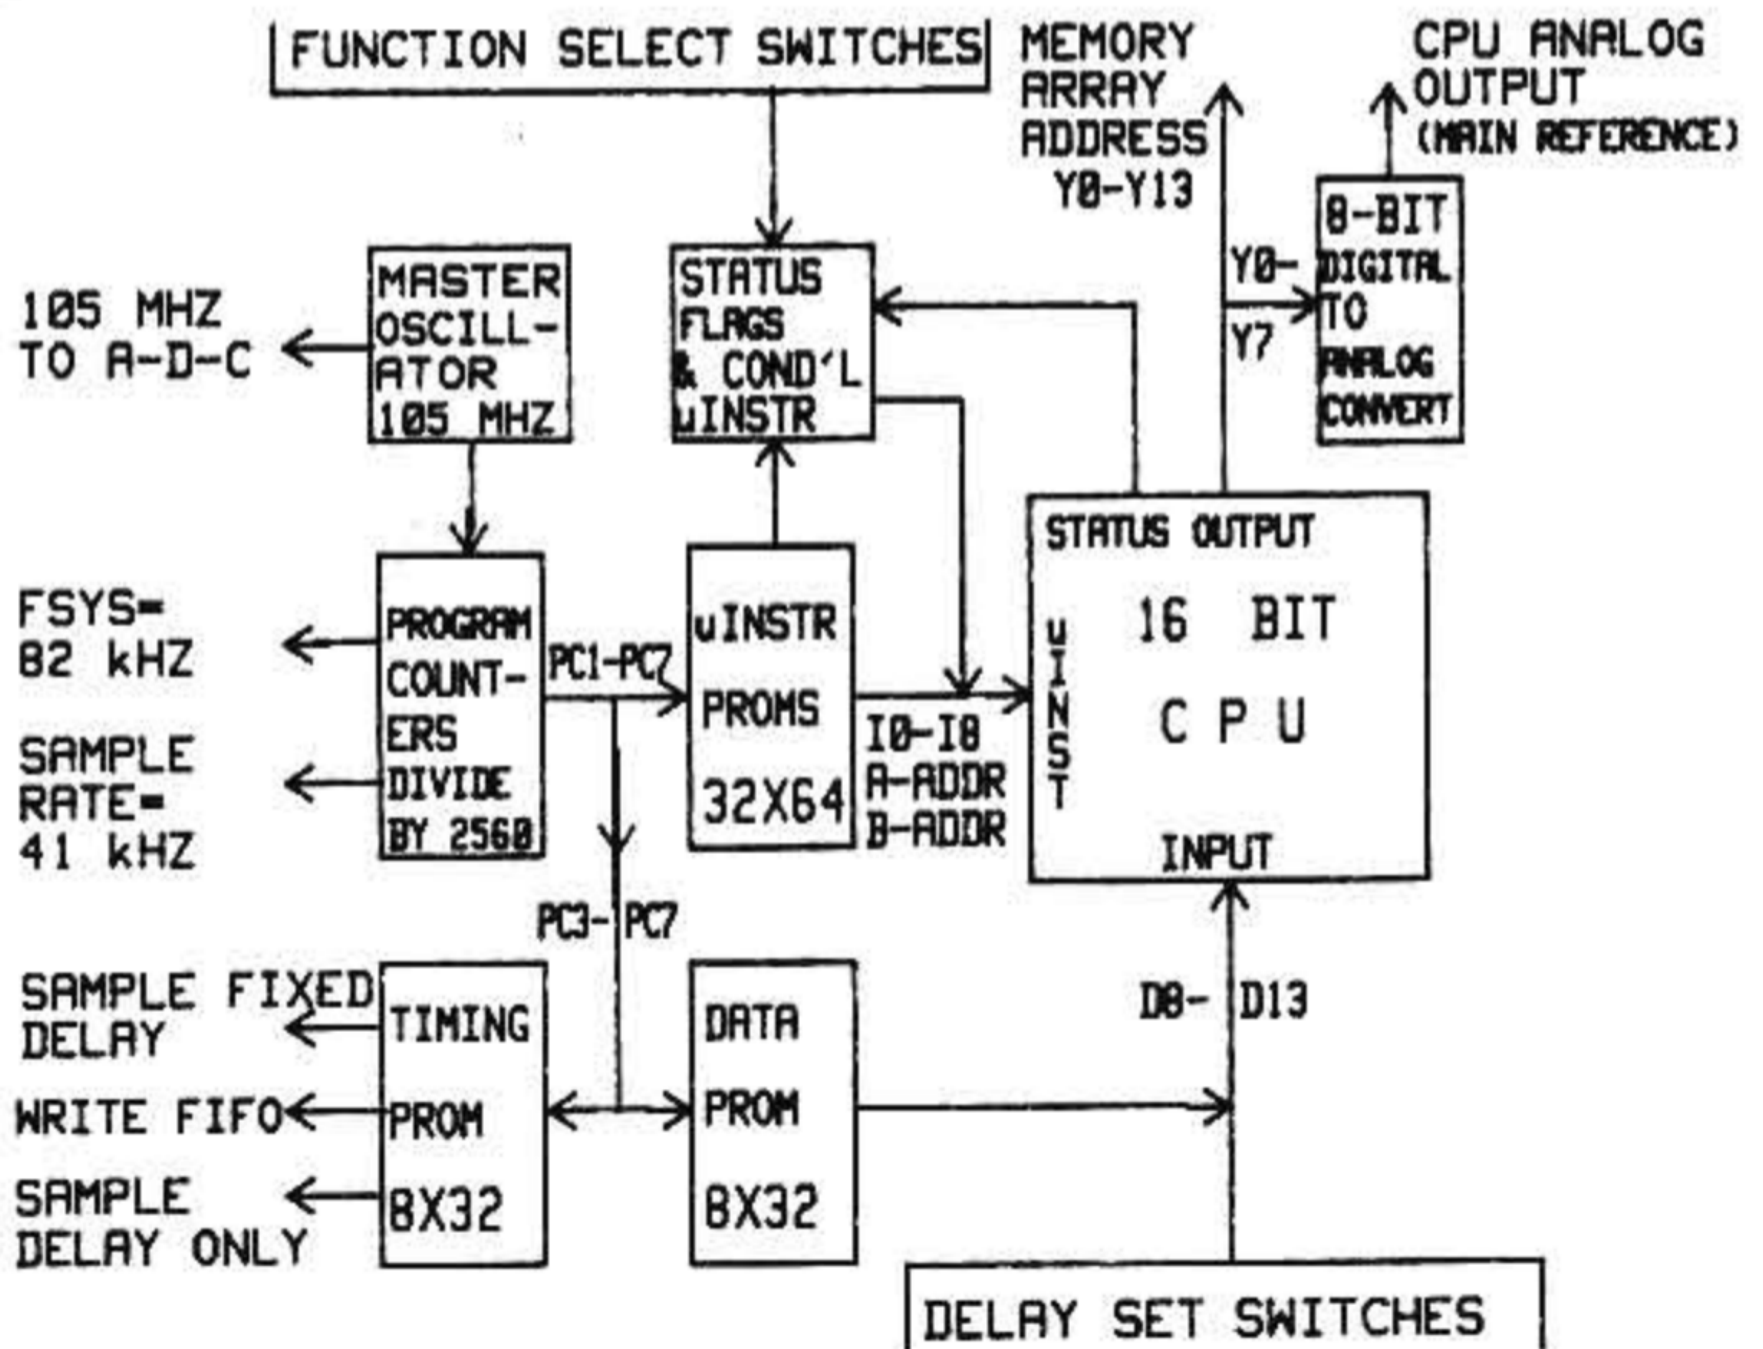 FUNCTION SELECT SWITCHES
MEMORY
ARRAY
ADDRESS
Y0-Y13
CPU ANALOG
OUTPUT
(MAIN REFERENCE)
8-BIT
DIGITAL
TO
ANALOG
CONVERT
Y0-
Y7
105 MHZ
TO A-D-C
MASTER
OSCILL-
ATOR
105 MHZ
STATUS
FLAGS
& COND'L
uINSTR
FSYS=
82 kHZ
SAMPLE
RATE=
41 kHZ
PROGRAM
COUNT-
ERS
DIVIDE
BY 2560
PC1-PC7
uINSTR
PROMS
32X64
I0-I8
A-ADDR
B-ADDR
STATUS OUTPUT
16 BIT
CPU
uINST
INPUT
PC3- PC7
D8- D13
SAMPLE FIXED
DELAY
WRITE FIFO
SAMPLE
DELAY ONLY
TIMING
PROM
8X32
DATA
PROM
8X32
DELAY SET SWITCHES